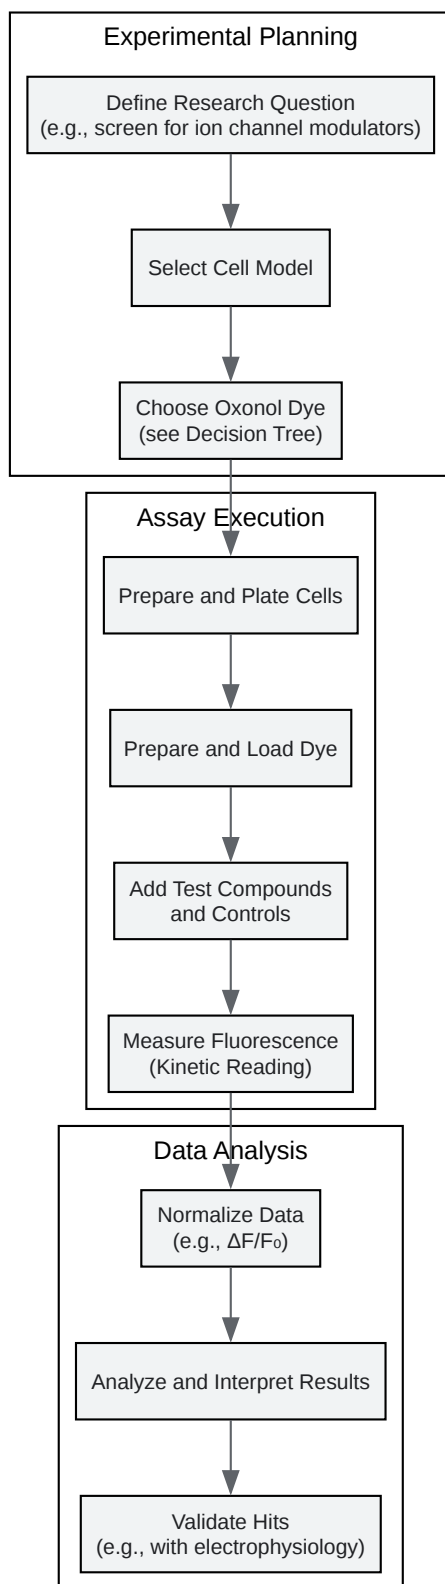 Experimental Planning
Define Research Question
(e.g., screen for ion channel modulators)
Select Cell Model
Choose Oxonol Dye
(see Decision Tree)
Assay Execution
Prepare and Plate Cells
Prepare and Load Dye
Add Test Compounds
and Controls
Measure Fluorescence
(Kinetic Reading)
Data Analysis
Normalize Data
(e.g., ΔF/F₀)
Analyze and Interpret Results
Validate Hits
(e.g., with electrophysiology)